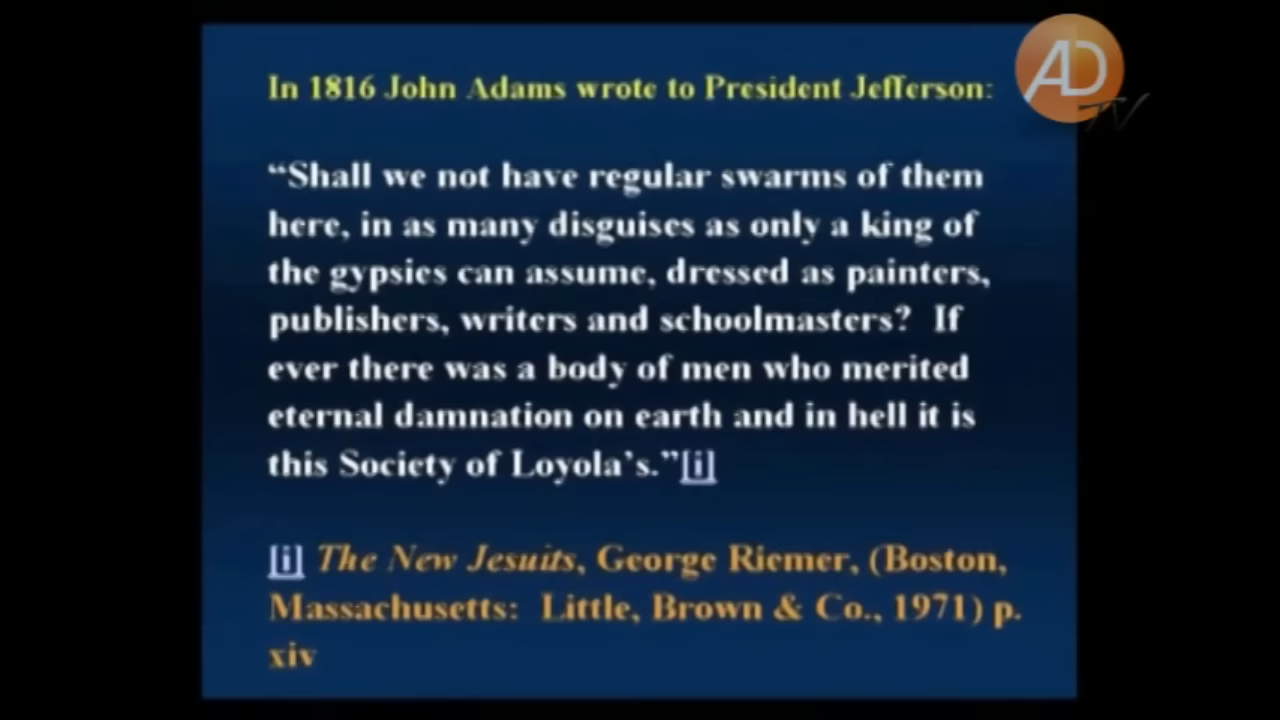 In 1816 John Adams wrote to President Jefferson:
“Shall we not have regular swarms of them
here, in as many disguises as only a king of
the gypsies can assume, dressed as painters,
publishers, writers and schoolmasters?  If
ever there was a body of men who merited
eternal damnation on earth and in hell it is
this Society of Loyola’s.”[i]
[i] The New Jesuits, George Riemer, (Boston,
Massachusetts:  Little, Brown & Co., 1971) p.
xiv
AD
TV